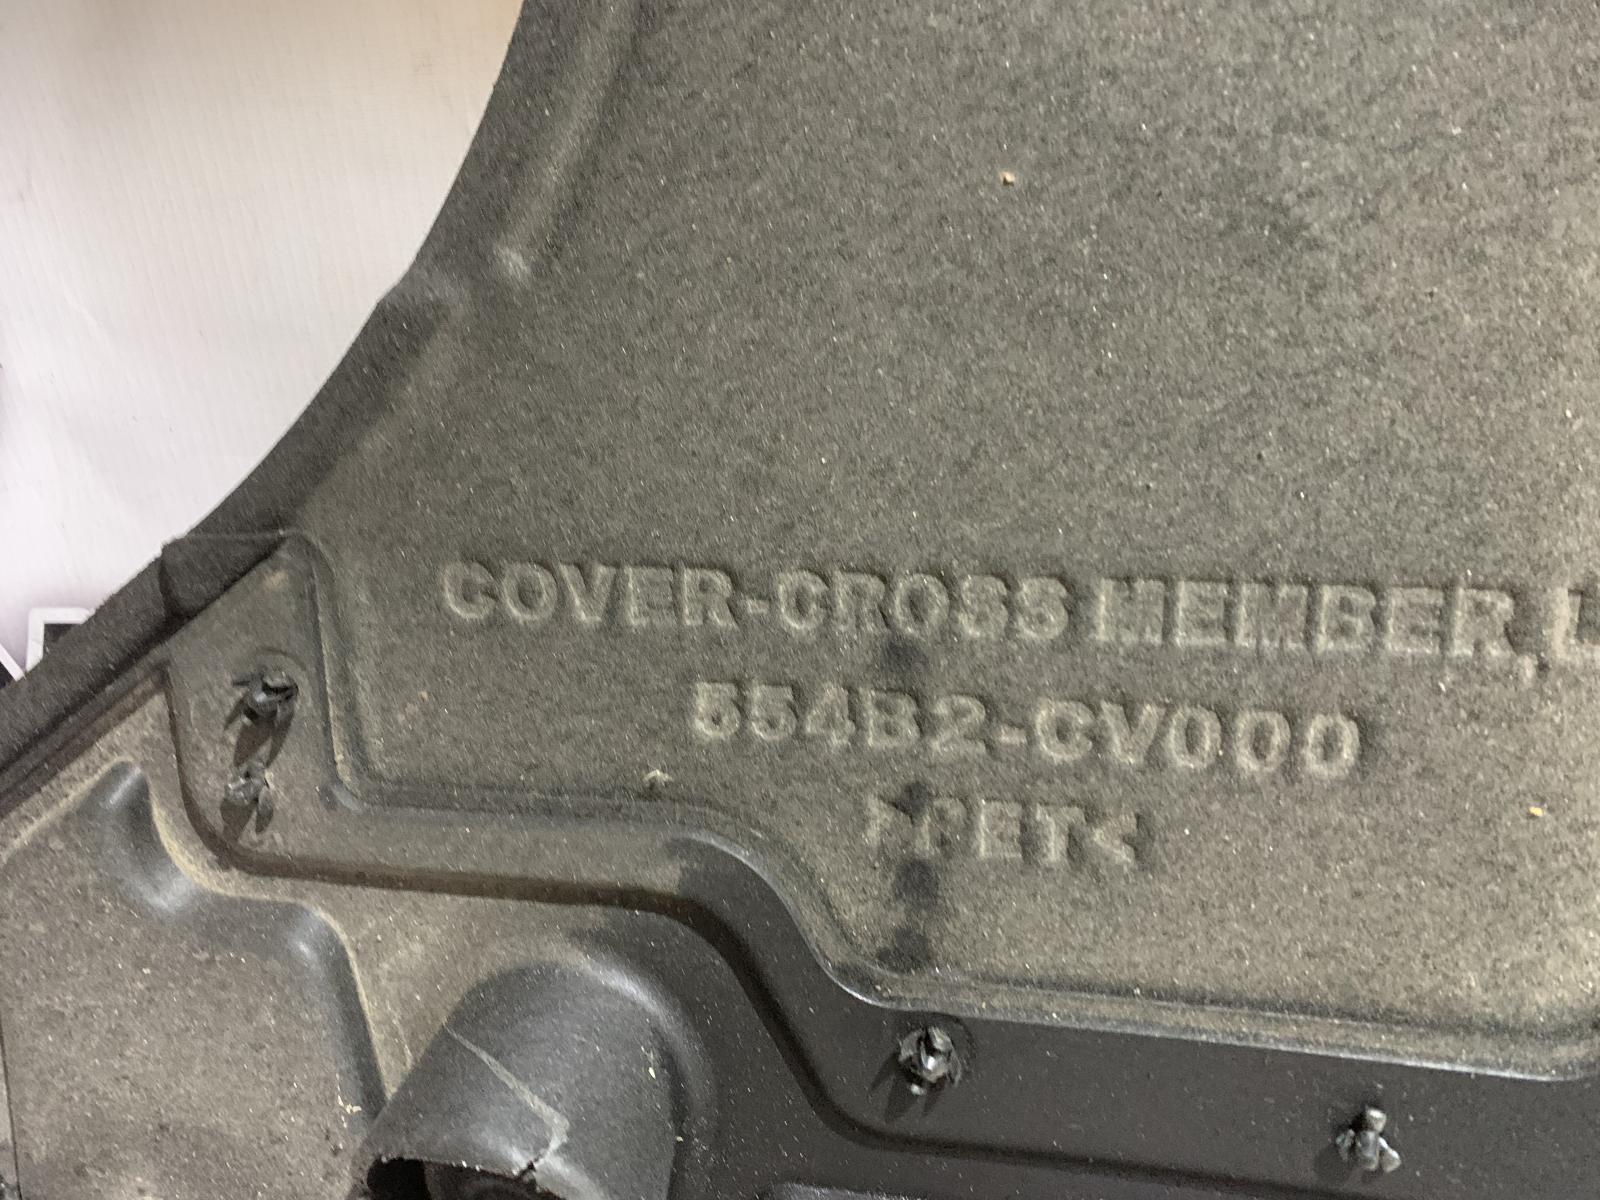 COVER-CROSS MEMBER, L
554B2-CV000
>PET<